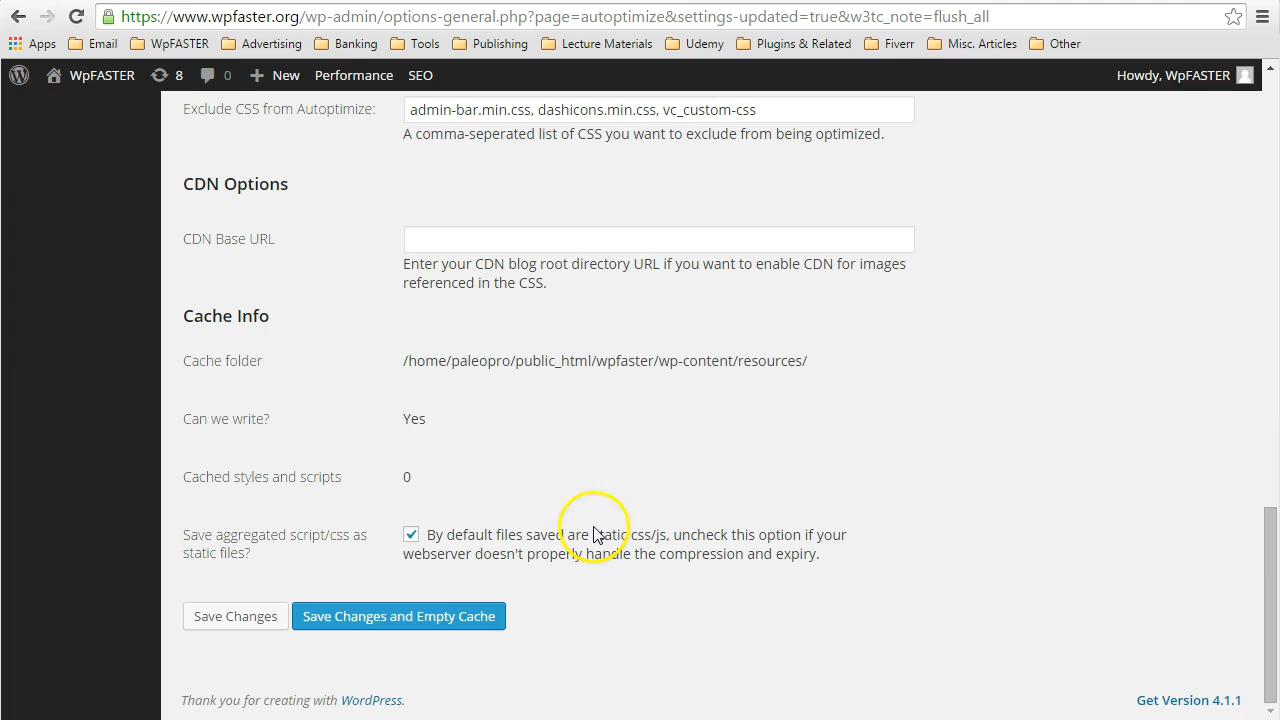 https://www.wpfaster.org/wp-admin/options-general.php?page=autoptimize&settings-updated=true&w3tc_note=flush_all
Apps Email WpFASTER Advertising Banking Tools Publishing Lecture Materials Udamy Plugins & Related Fiverr Misc. Articles Other
WpFASTER 8 0 New Performance SEO Howdy, WpFASTER
Exclude CSS from Autoptimize: admin-bar.min.css, dashicons.min.css, vc_custom-css
A comma-seperated list of CSS you want to exclude from being optimized.
CDN Options
CDN Base URL
Enter your CDN blog root directory URL if you want to enable CDN for images
referenced in the CSS.
Cache Info
Cache folder /home/paleopro/public_html/wpfaster/wp-content/resources/
Can we write? Yes
Cached styles and scripts 0
Save aggregated script/css as static files? By default files saved are static css/js, uncheck this option if your
webserver doesn't properly handle the compression and expiry.
Save Changes Save Changes and Empty Cache
Thank you for creating with WordPress. Get Version 4.1.1